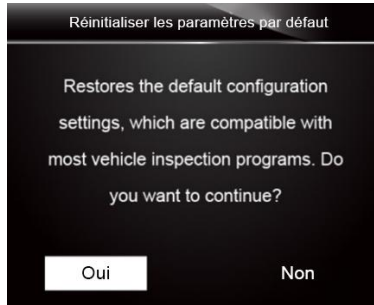 Réinitialiser les paramètres par défaut
Restores the default configuration
settings, which are compatible with
most vehicle inspection programs. Do
you want to continue?
Oui
Non